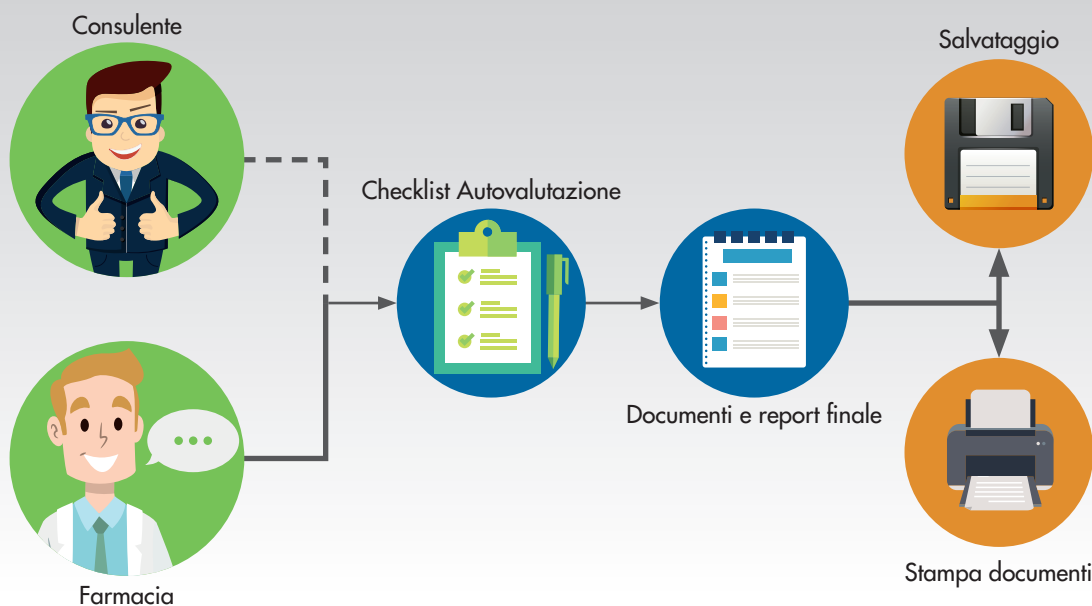 Consulente
Salvataggio
Checklist Autovalutazione
Documenti e report finale
Stampa documenti
Farmacia